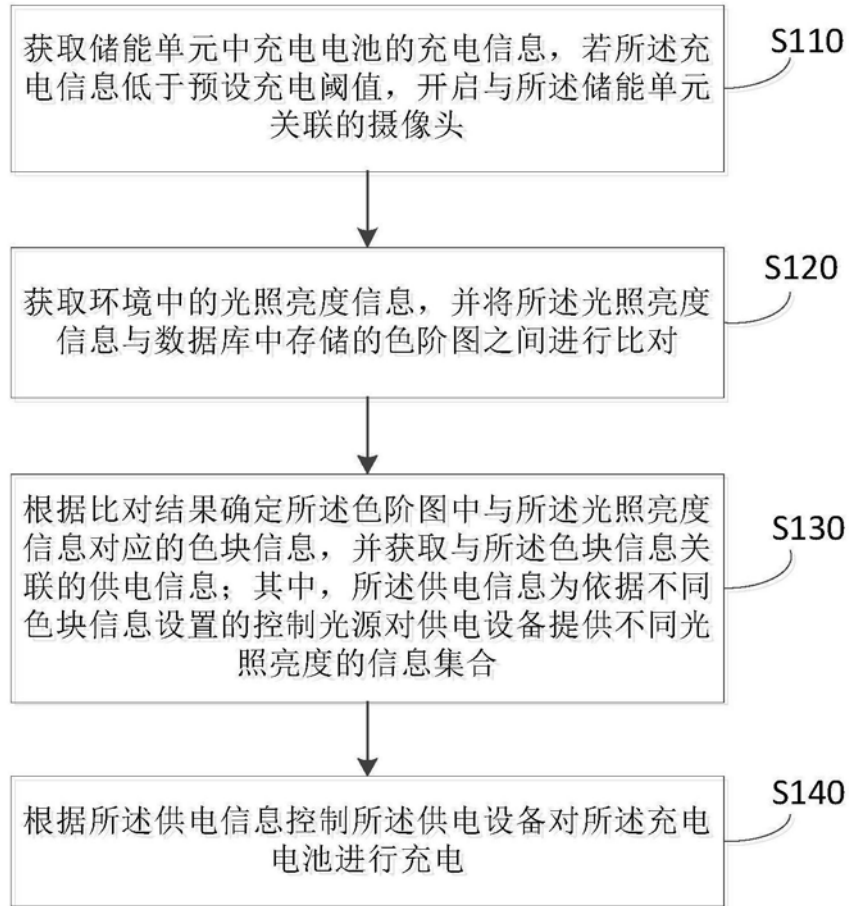 获取储能单元中充电电池的充电信息，若所述充
电信息低于预设充电阈值，开启与所述储能单元
关联的摄像头
S110
获取环境中的光照亮度信息，并将所述光照亮度
信息与数据库中存储的色阶图之间进行比对
S120
根据比对结果确定所述色阶图中与所述光照亮度
信息对应的色块信息，并获取与所述色块信息关
联的供电信息；其中，所述供电信息为依据不同
色块信息设置的控制光源对供电设备提供不同光
照亮度的信息集合
S130
根据所述供电信息控制所述供电设备对所述充电
电池进行充电
S140